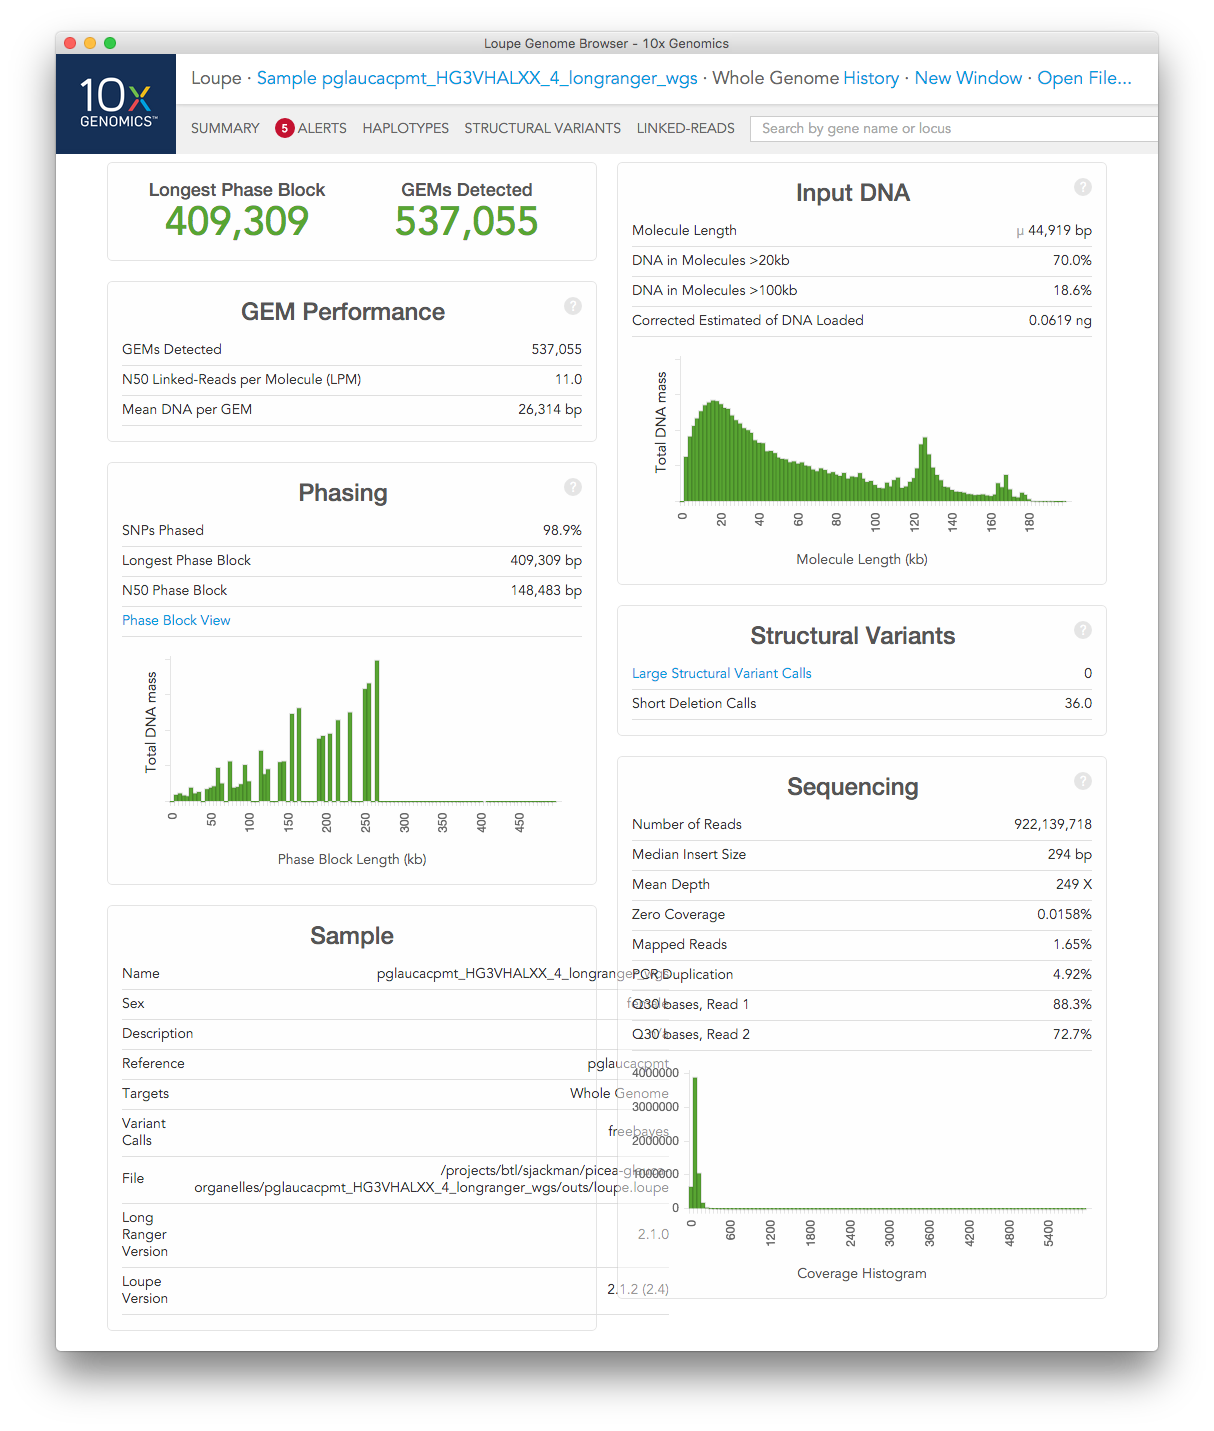 Loupe Genome Browser - 10x Genomics
10x
GENOMICS™
Loupe · Sample pglaucacpmt_HG3VHALXX_4_longranger_wgs · Whole Genome History · New Window · Open File...
SUMMARY 5 ALERTS HAPLOTYPES STRUCTURAL VARIANTS LINKED-READS Search by gene name or locus
Longest Phase Block GEMs Detected
409,309 537,055
GEM Performance ?
GEMs Detected 537,055
N50 Linked-Reads per Molecule (LPM) 11.0
Mean DNA per GEM 26,314 bp
Phasing ?
SNPs Phased 98.9%
Longest Phase Block 409,309 bp
N50 Phase Block 148,483 bp
Phase Block View
Total DNA mass
0 50 100 150 200 250 300 350 400 450
Phase Block Length (kb)
Sample
Name pglaucacpmt_HG3VHALXX_4_longranger_wgs
Sex female
Description n/a
Reference pglaucacpmt
Targets Whole Genome
Variant
Calls freebayes
File /projects/btl/sjackman/picea-glauca-
organelles/pglaucacpmt_HG3VHALXX_4_longranger_wgs/outs/loupe.loupe
Long
Ranger
Version 2.1.0
Loupe
Version 2.1.2 (2.4)
Input DNA ?
Molecule Length μ 44,919 bp
DNA in Molecules >20kb 70.0%
DNA in Molecules >100kb 18.6%
Corrected Estimated of DNA Loaded 0.0619 ng
Total DNA mass
0 20 40 60 80 100 120 140 160 180
Molecule Length (kb)
Structural Variants ?
Large Structural Variant Calls 0
Short Deletion Calls 36.0
Sequencing ?
Number of Reads 922,139,718
Median Insert Size 294 bp
Mean Depth 249 X
Zero Coverage 0.0158%
Mapped Reads 1.65%
PCR Duplication 4.92%
Q30 bases, Read 1 88.3%
Q30 bases, Read 2 72.7%
4000000
3000000
2000000
1000000
0
0 600 1200 1800 2400 3000 3600 4200 4800 5400
Coverage Histogram